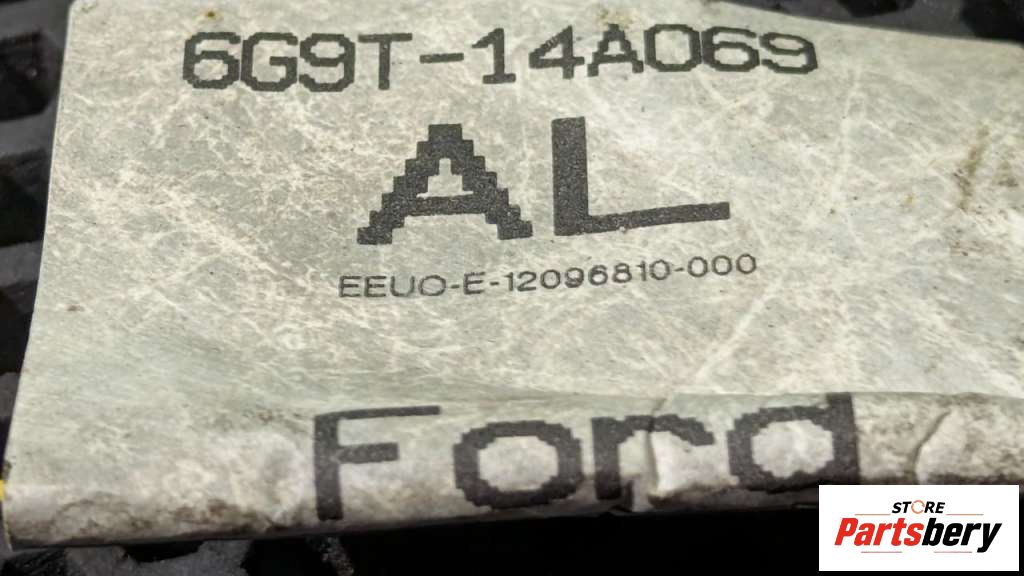 6G9T-14A069
AL
EEUO-E-12096810-000
Ford
STORE
Partsbery